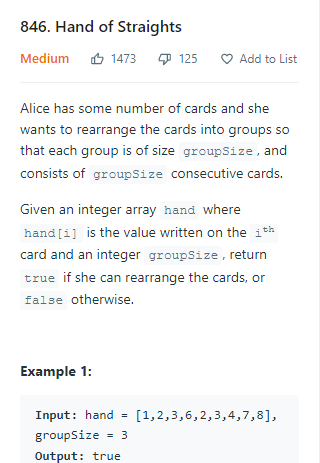 846. Hand of Straights
Medium 1473 125 Add to List
Alice has some number of cards and she
wants to rearrange the cards into groups so
that each group is of size groupSize, and
consists of groupSize consecutive cards.
Given an integer array hand where
hand[i] is the value written on the ith
card and an integer groupSize, return
true if she can rearrange the cards, or
false otherwise.
Example 1:
Input: hand = [1,2,3,6,2,3,4,7,8],
groupSize = 3
Output: true